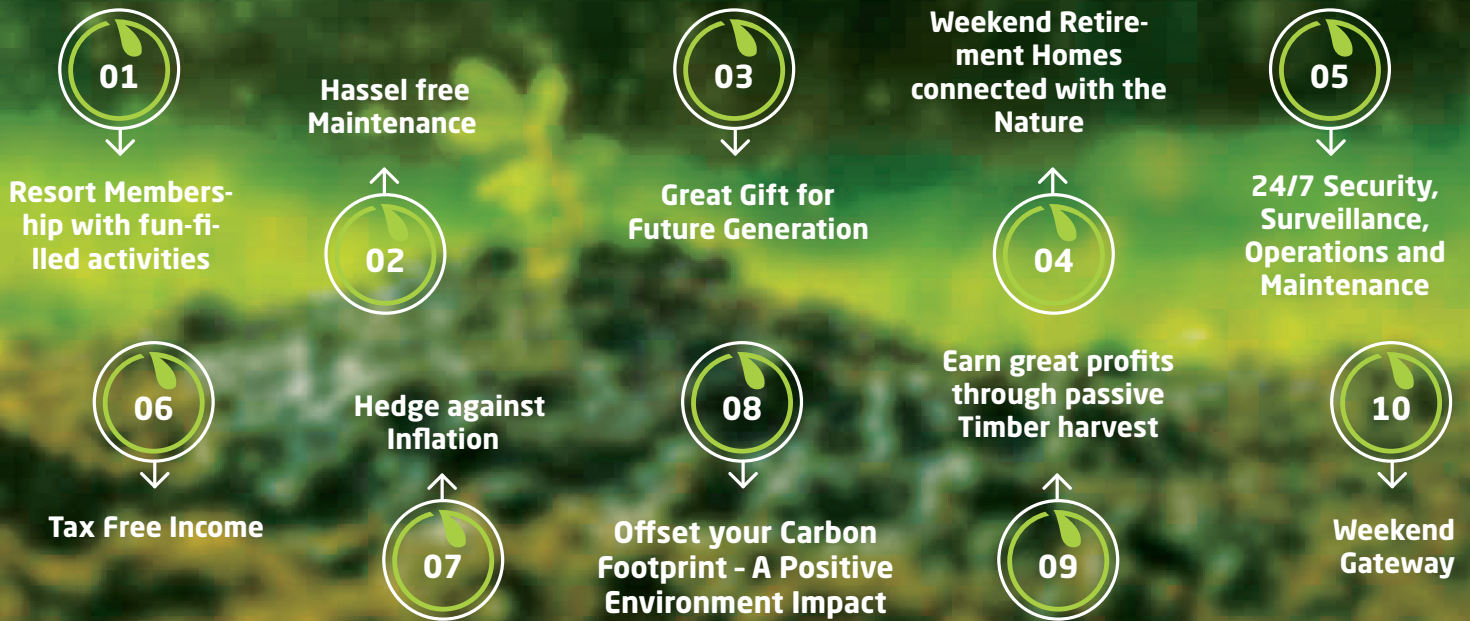 01
Resort Members-
hip with fun-fi-
lled activities
Hassel free
Maintenance
02
03
Great Gift for
Future Generation
Weekend Retire-
ment Homes
connected with the
Nature
04
05
24/7 Security,
Surveillance,
Operations and
Maintenance
06
Tax Free Income
Hedge against
Inflation
07
08
Offset your Carbon
Footprint - A Positive
Environment Impact
Earn great profits
through passive
Timber harvest
09
10
Weekend
Gateway